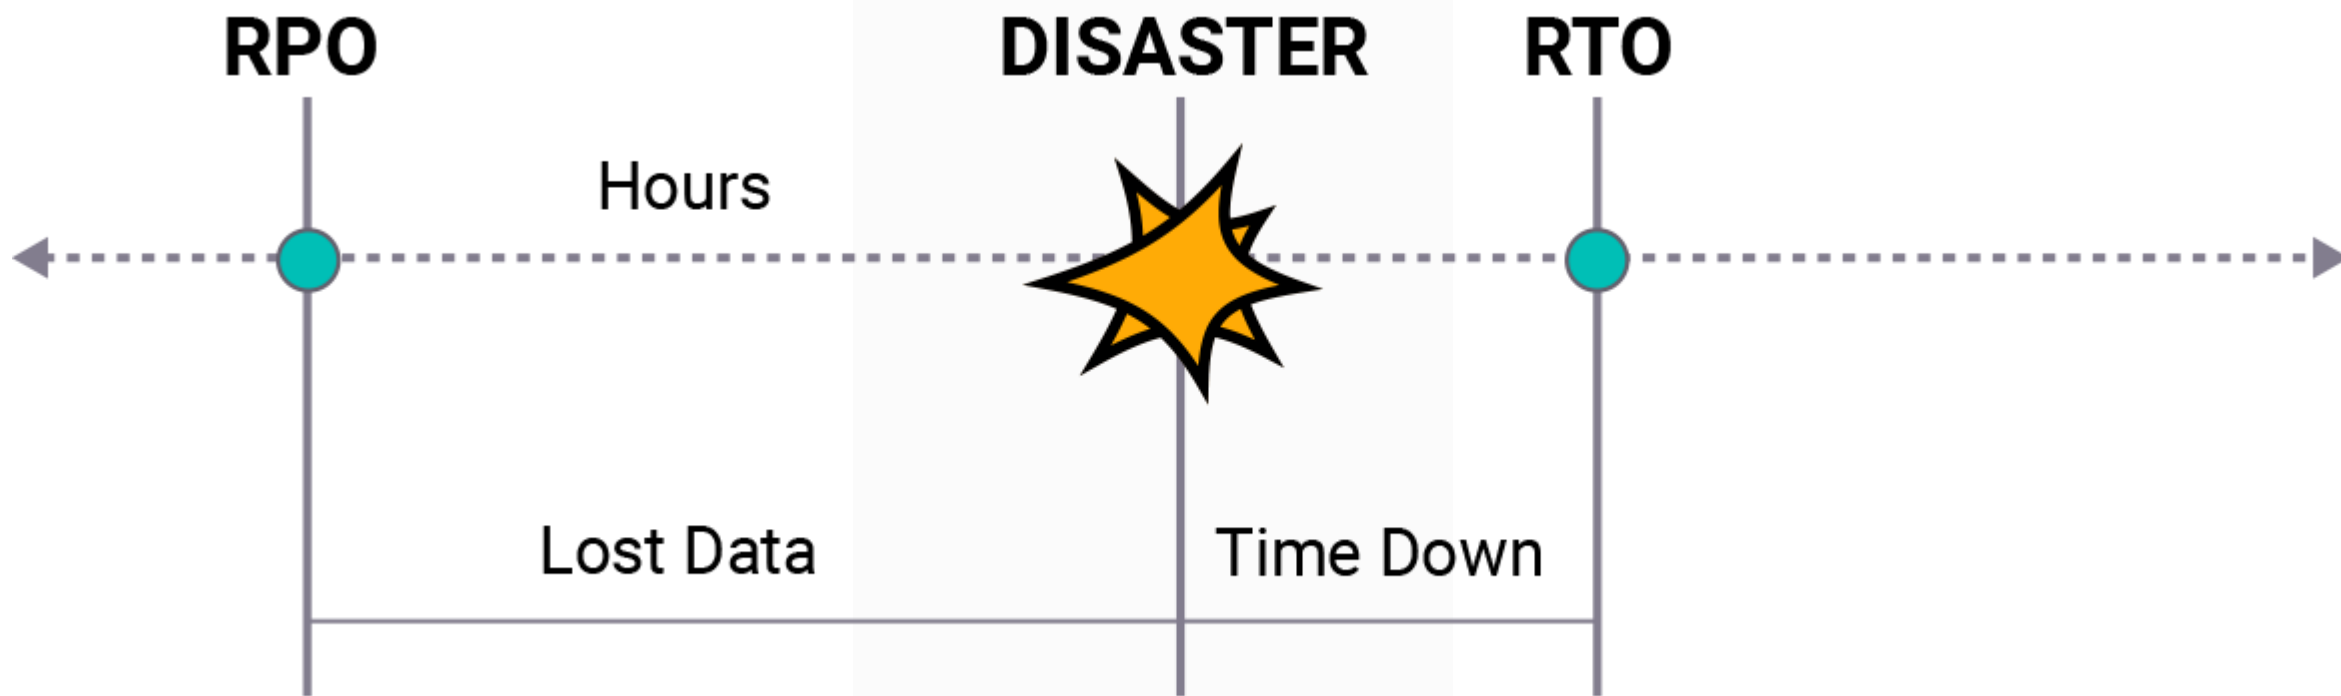 RPO
DISASTER
RTO
Hours
Lost Data
Time Down